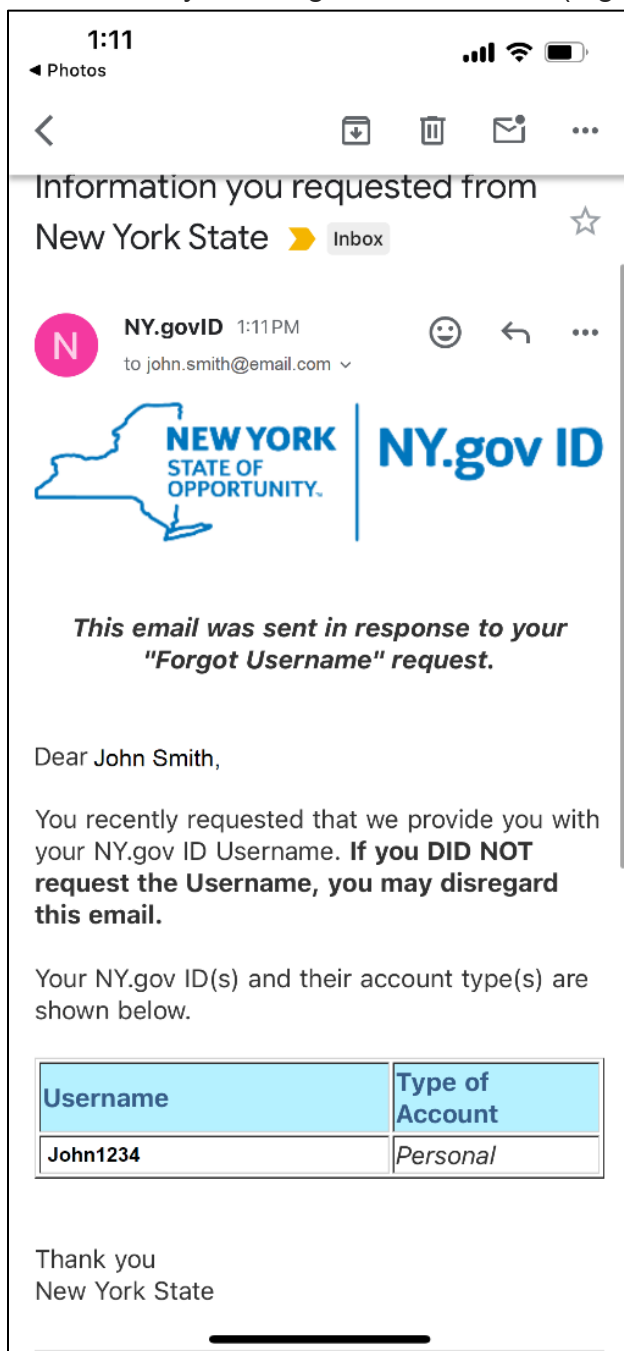 1:11
◄ Photos
Information you requested from
New York State Inbox
N
NY.govID 1:11 PM
to john.smith@email.com
NEW YORK
STATE OF
OPPORTUNITY™
NY.gov ID
This email was sent in response to your
"Forgot Username" request.
Dear John Smith,
You recently requested that we provide you with
your NY.gov ID Username. If you DID NOT
request the Username, you may disregard
this email.
Your NY.gov ID(s) and their account type(s) are
shown below.
Username
Type of
Account
John1234
Personal
Thank you
New York State